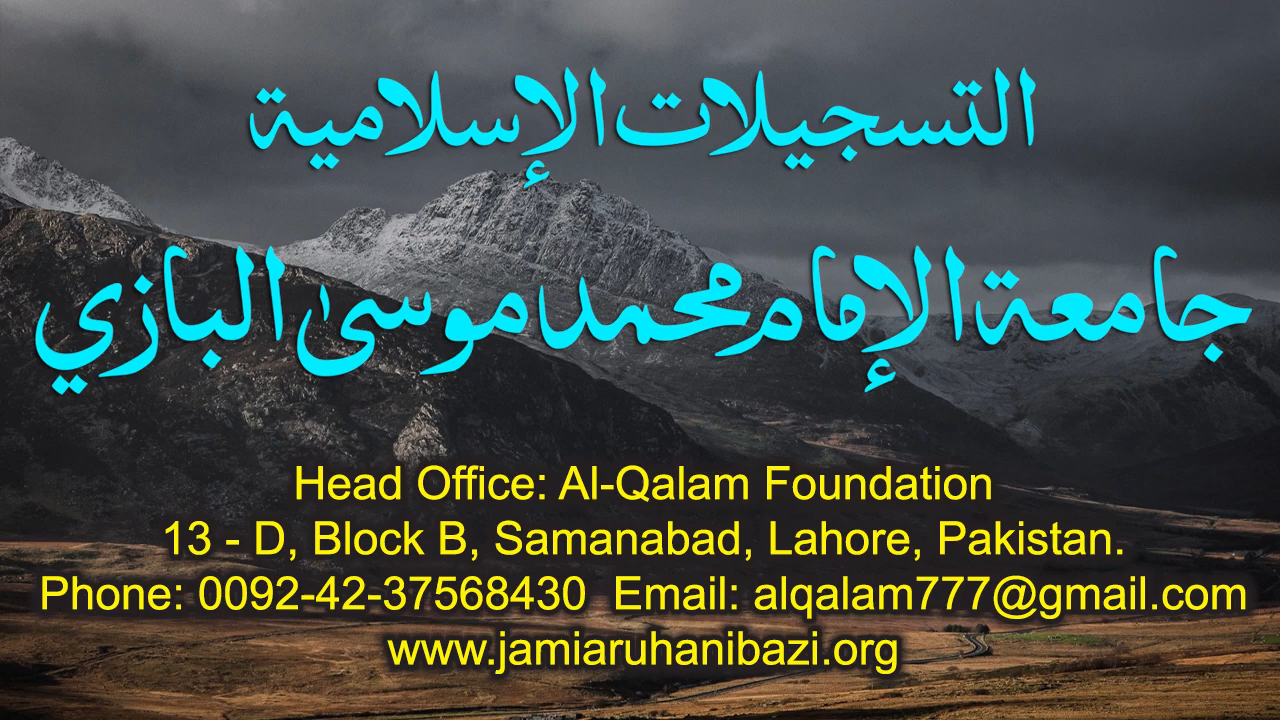 التسجيلات الإسلامية
جامعة الإمام محمد موسىٰ البازي
Head Office: Al-Qalam Foundation
13 - D, Block B, Samanabad, Lahore, Pakistan.
Phone: 0092-42-37568430  Email: alqalam777@gmail.com
www.jamiaruhanibazi.org